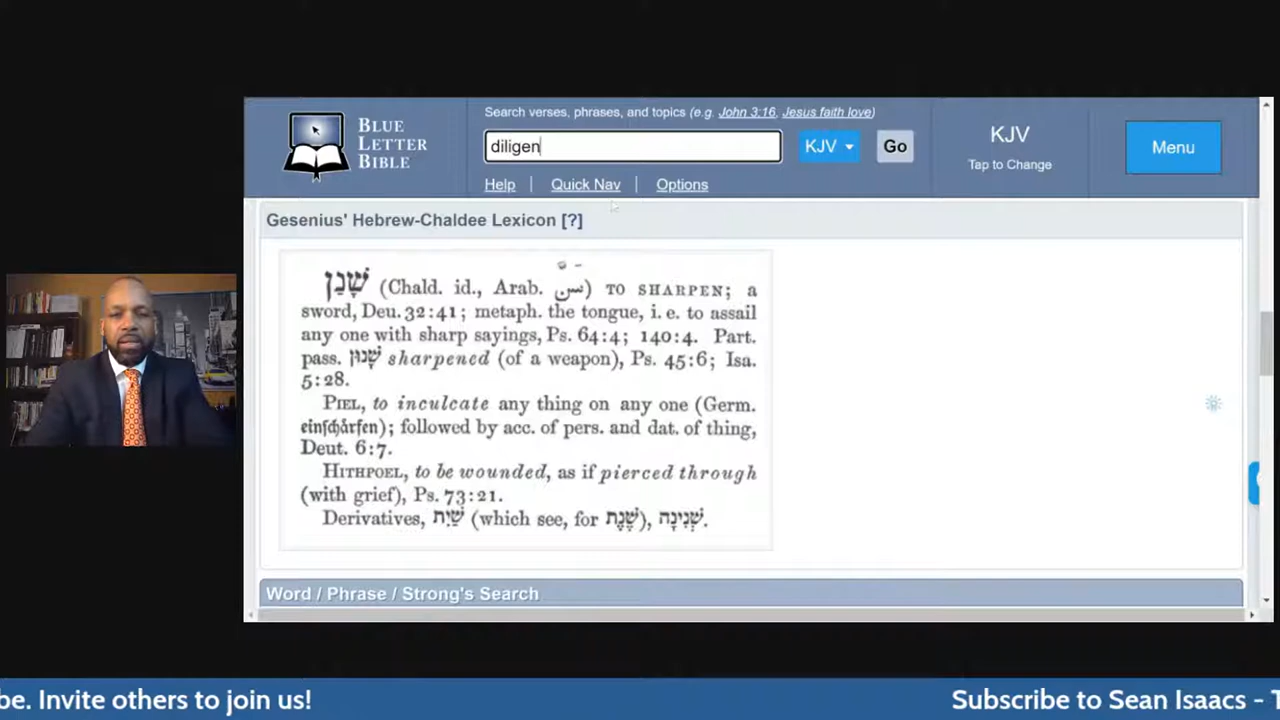 Search verses, phrases, and topics (e.g. John 3:16, Jesus faith love)
BLUE
LETTER
BIBLE
diligen
KJV
Go
KJV
Tap to Change
Menu
Help
Quick Nav
Options
Gesenius' Hebrew-Chaldee Lexicon [?]
שָׁנַן (Chald. id., Arab. سن) TO SHARPEN; a
sword, Deu. 32:41; metaph. the tongue, i. e. to assail
any one with sharp sayings, Ps. 64:4; 140:4. Part.
pass. שָׁנוּן sharpened (of a weapon), Ps. 45:6; Isa.
5:28.
PIEL, to inculcate any thing on any one (Germ.
einschärfen); followed by acc. of pers. and dat. of thing,
Deut. 6:7.
HITHPOEL, to be wounded, as if pierced through
(with grief), Ps. 73:21.
Derivatives, שַׁיִת (which see, for שֶׁנֶת), שְׁנִינָה.
Word / Phrase / Strong's Search
be. Invite others to join us!
Subscribe to Sean Isaacs -